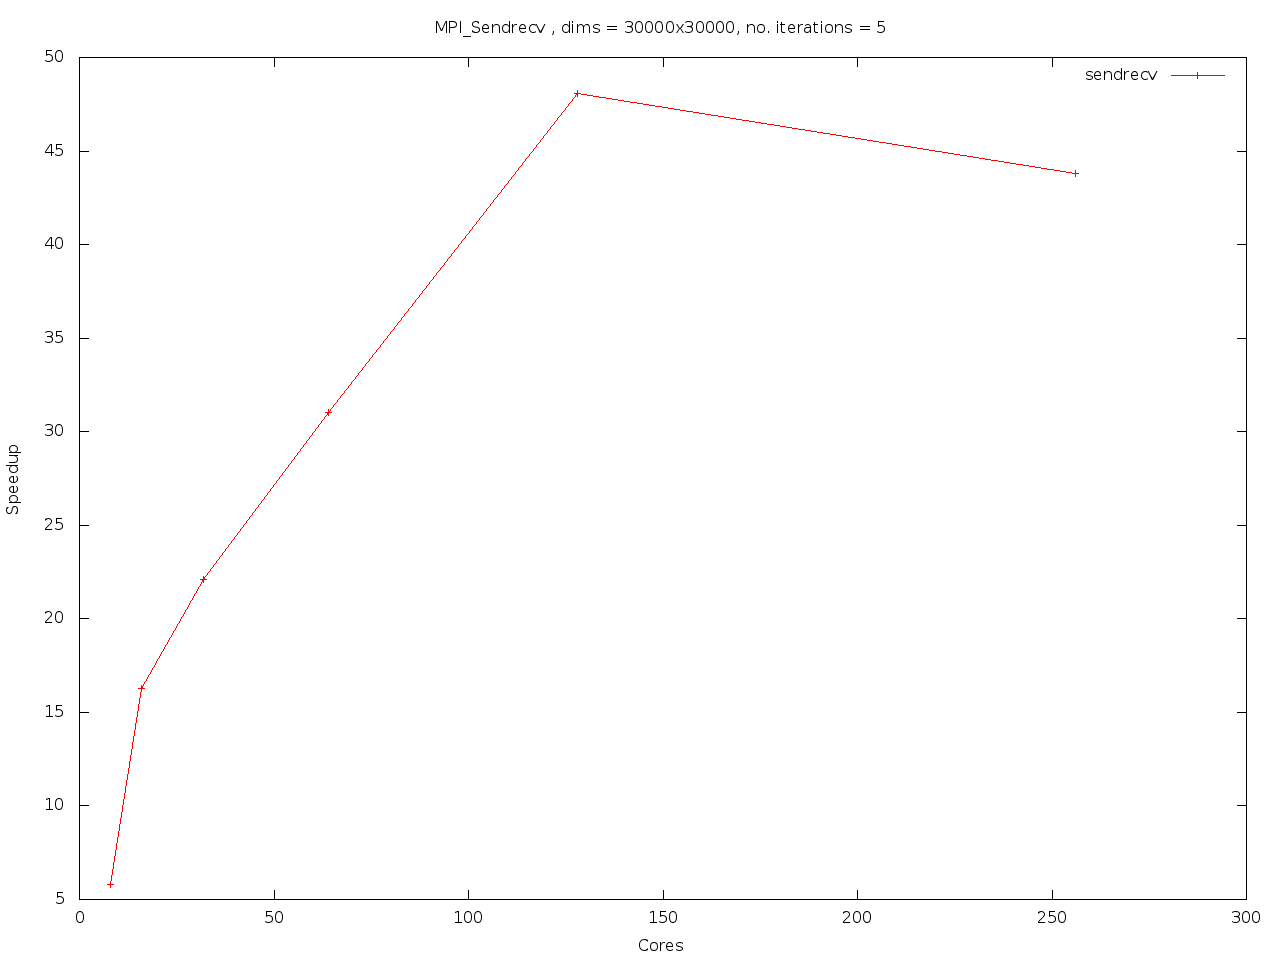 MPI_Sendrecv , dims = 30000x30000, no. iterations = 5
sendrecv
50
45
40
35
30
25
20
15
10
5
Speedup
0 50 100 150 200 250 300
Cores